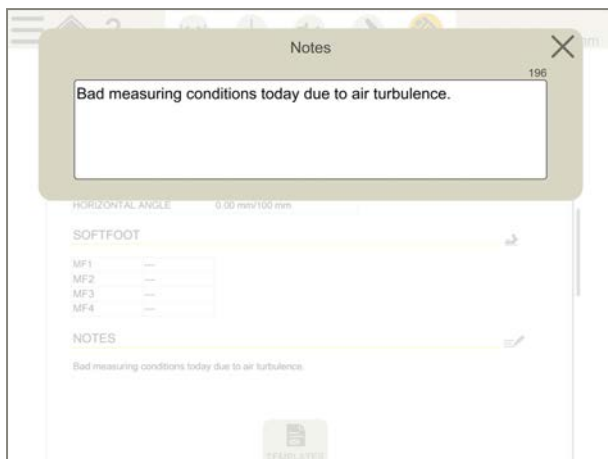 Notes
196
Bad measuring conditions today due to air turbulence.
HORIZONTAL ANGLE 0.00 mm/100 mm
SOFTFOOT
MF1 ---
MF2 ---
MF3 ---
MF4 ---
NOTES
Bad measuring conditions today due to air turbulence.